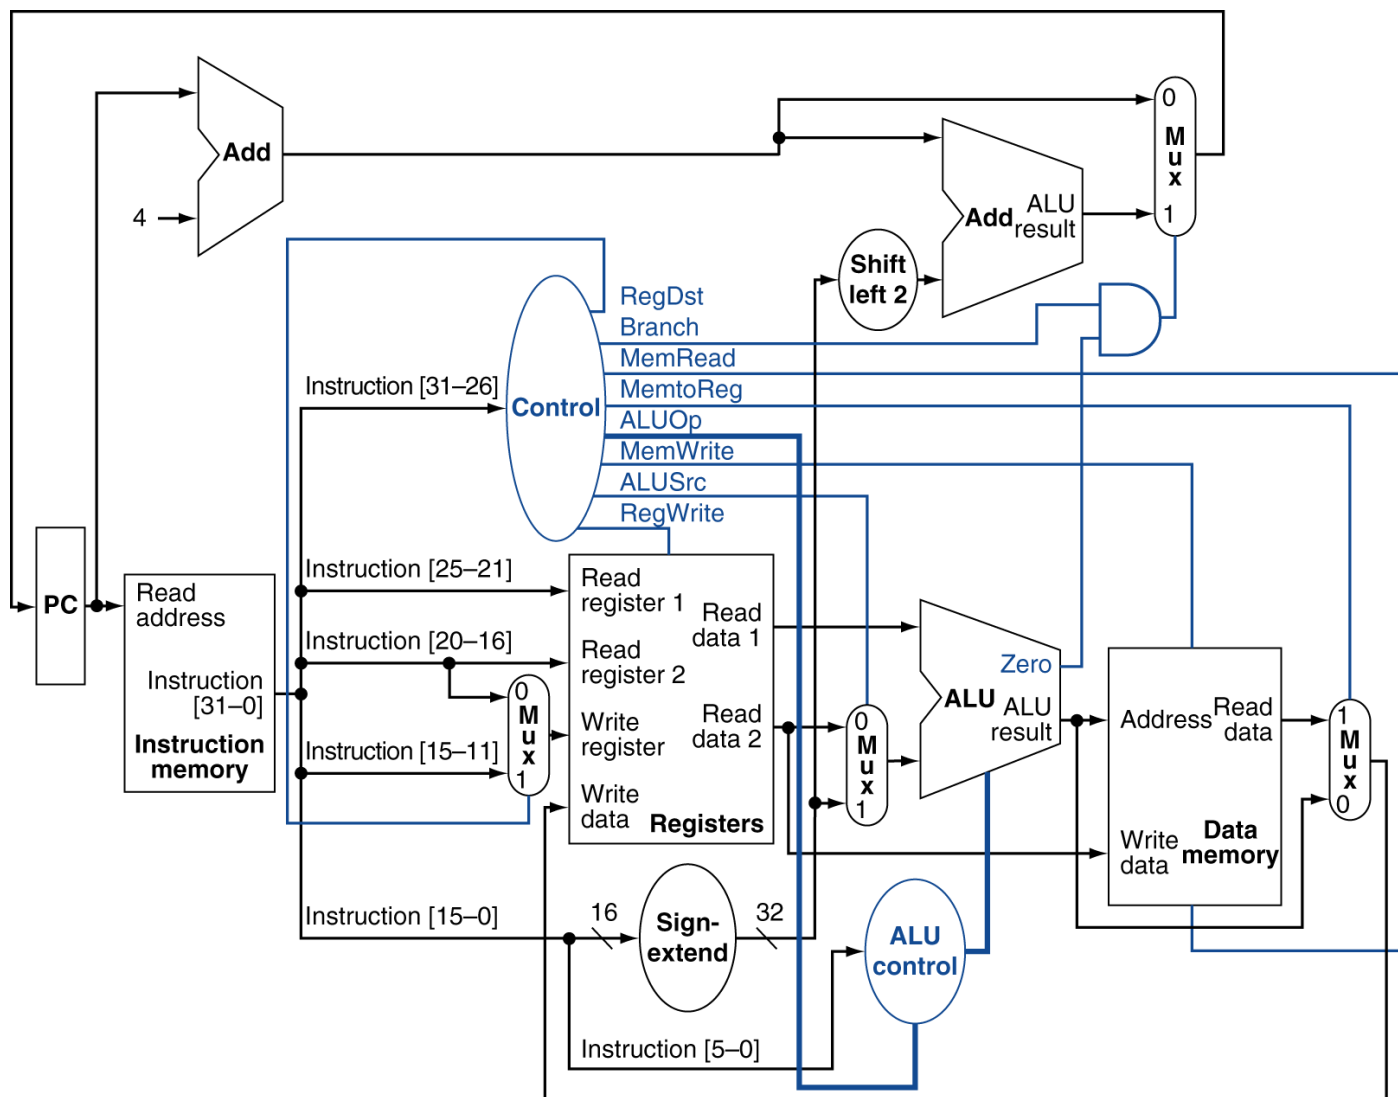 0
M
u
x
1
Add
4
Add
ALU
result
Shift
left 2
RegDst
Branch
MemRead
MemtoReg
ALUOp
MemWrite
ALUSrc
RegWrite
Control
Instruction [31–26]
Instruction [25–21]
Instruction [20–16]
Instruction [15–11]
Instruction [15–0]
Instruction [5–0]
PC
Read
address
Instruction
[31–0]
Instruction
memory
0
M
u
x
1
Read
register 1
Read
register 2
Write
register
Write
data
Read
data 1
Read
data 2
Registers
0
M
u
x
1
Zero
ALU
ALU
result
Address
Read
data
Write
data
Data
memory
1
M
u
x
0
16
Sign-
extend
32
ALU
control